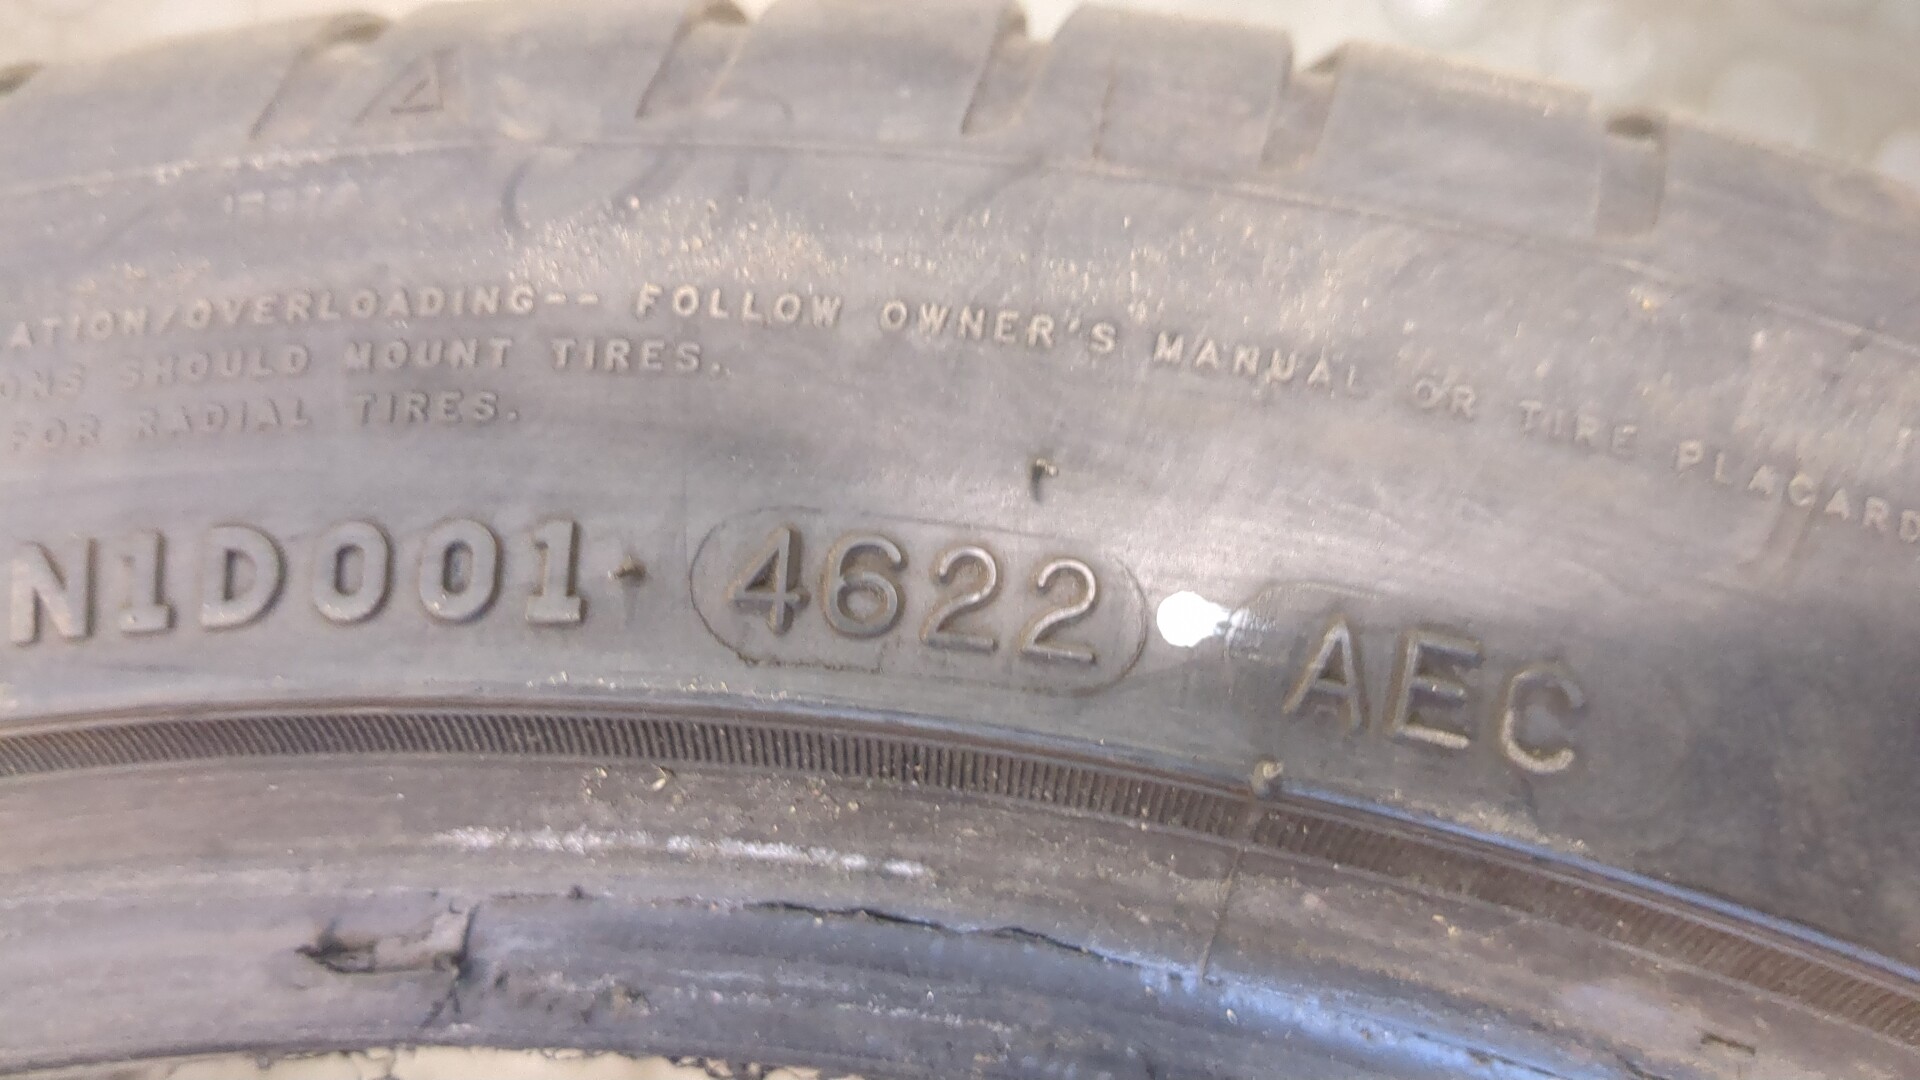 ATION/OVERLOADING-- FOLLOW OWNER'S MANUAL OR TIRE PLACARD
ONS SHOULD MOUNT TIRES.
FOR RADIAL TIRES.
N1D001 4622 AEC